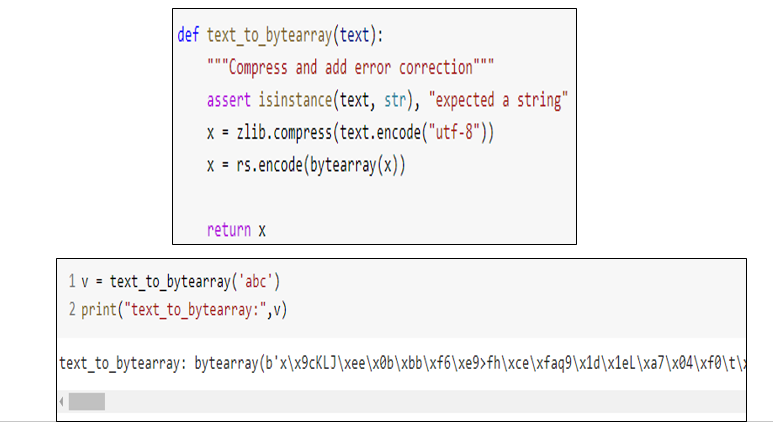 def text_to_bytearray(text):
"""Compress and add error correction"""
assert isinstance(text, str), "expected a string"
x = zlib.compress(text.encode("utf-8"))
x = rs.encode(bytearray(x))
return x
1 v = text_to_bytearray('abc')
2 print("text_to_bytearray:",v)
text_to_bytearray: bytearray(b'x\x9cKLJ\xee\x0b\xbb\xf6\xe9>fh\xce\xfaq9\x1d\x1eL\xa7\x04\xf0\t\